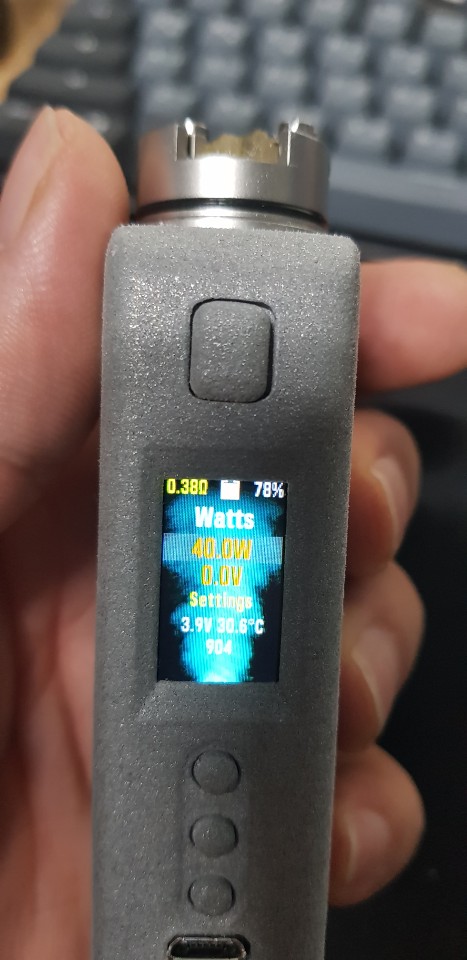 0.38Ω 78%
Watts
40.0W
0.0V
Settings
3.9V 30.6°C
904